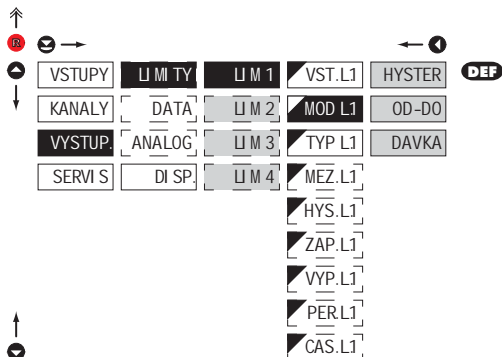 R
VSTUPY LIMITY LIM 1 VST.L1 HYSTER DEF
KANALY DATA LIM 2 MOD L1 OD-DO
VYSTUP. ANALOG LIM 3 TYP L1 DAVKA
SERVIS DISP. LIM 4 MEZ.L1
HYS.L1
ZAP.L1
VYP.L1
PER.L1
CAS.L1